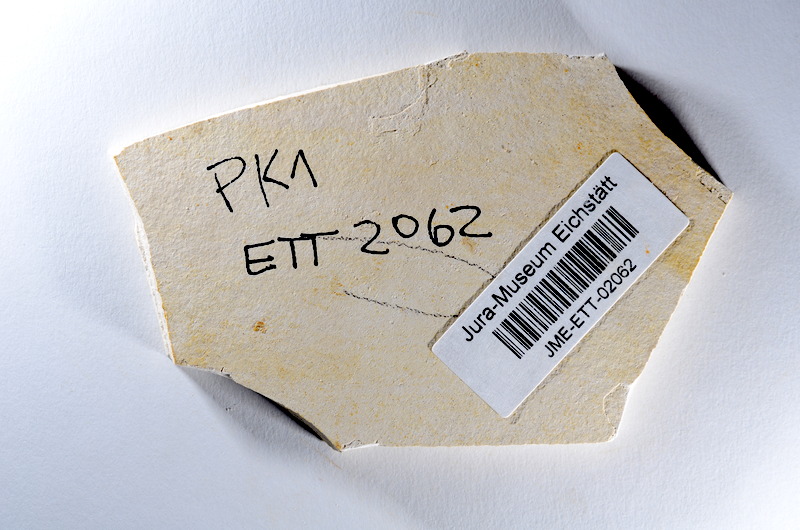 PK1
ETT 2062
Jura-Museum Eichstätt
JME-ETT-02062